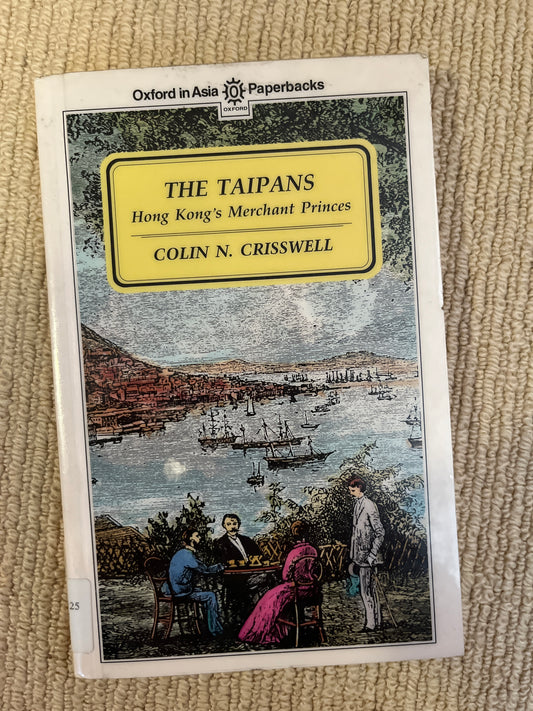 Oxford in Asia Paperbacks
OXFORD
THE TAIPANS
Hong Kong's Merchant Princes
COLIN N. CRISSWELL
25